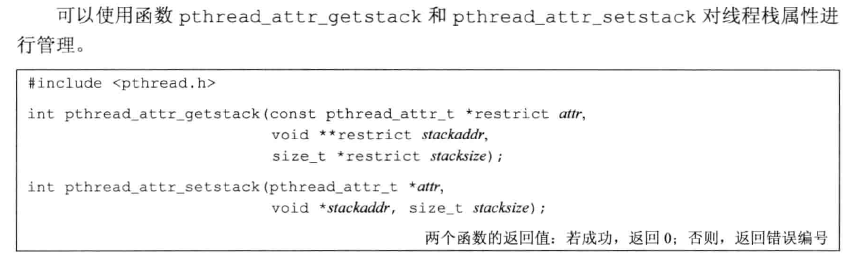 可以使用函数 pthread_attr_getstack 和 pthread_attr_setstack 对线程栈属性进
行管理。
#include <pthread.h>
int pthread_attr_getstack(const pthread_attr_t *restrict attr,
void **restrict stackaddr,
size_t *restrict stacksize);
int pthread_attr_setstack(pthread_attr_t *attr,
void *stackaddr, size_t stacksize);
两个函数的返回值：若成功，返回 0；否则，返回错误编号